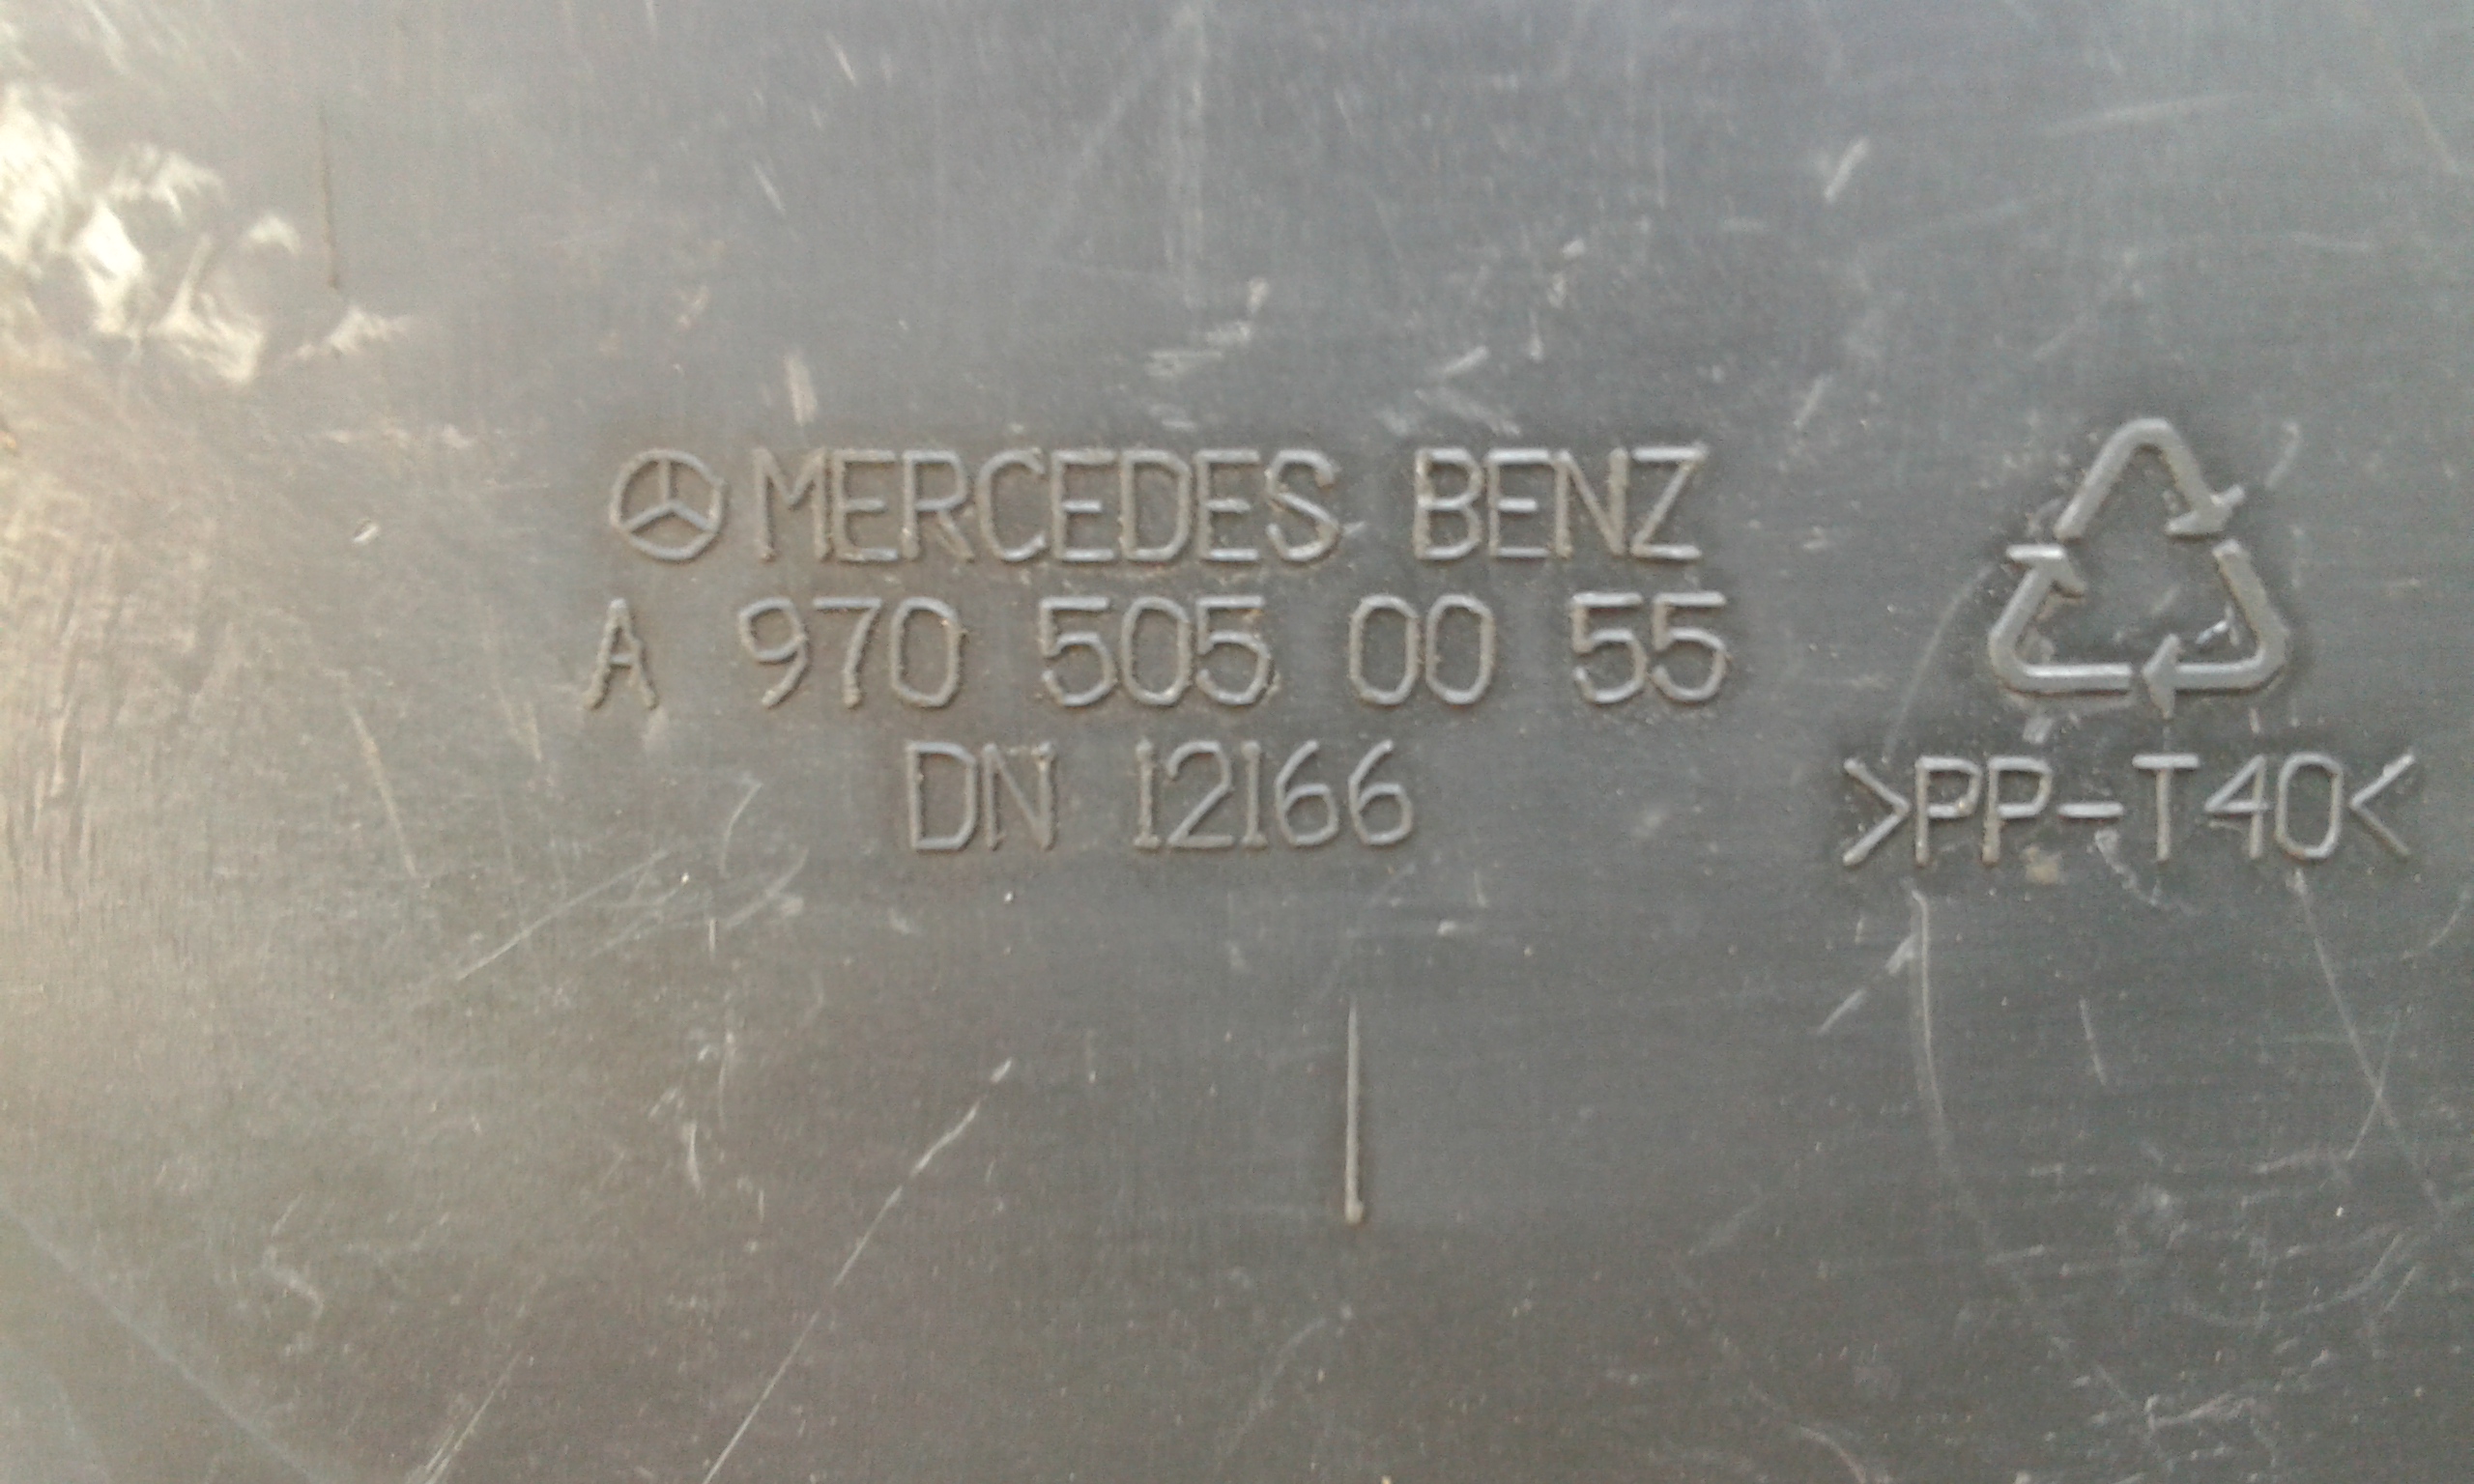 MERCEDES BENZ
A 970 505 00 55
DN 12166
>PP-T40<